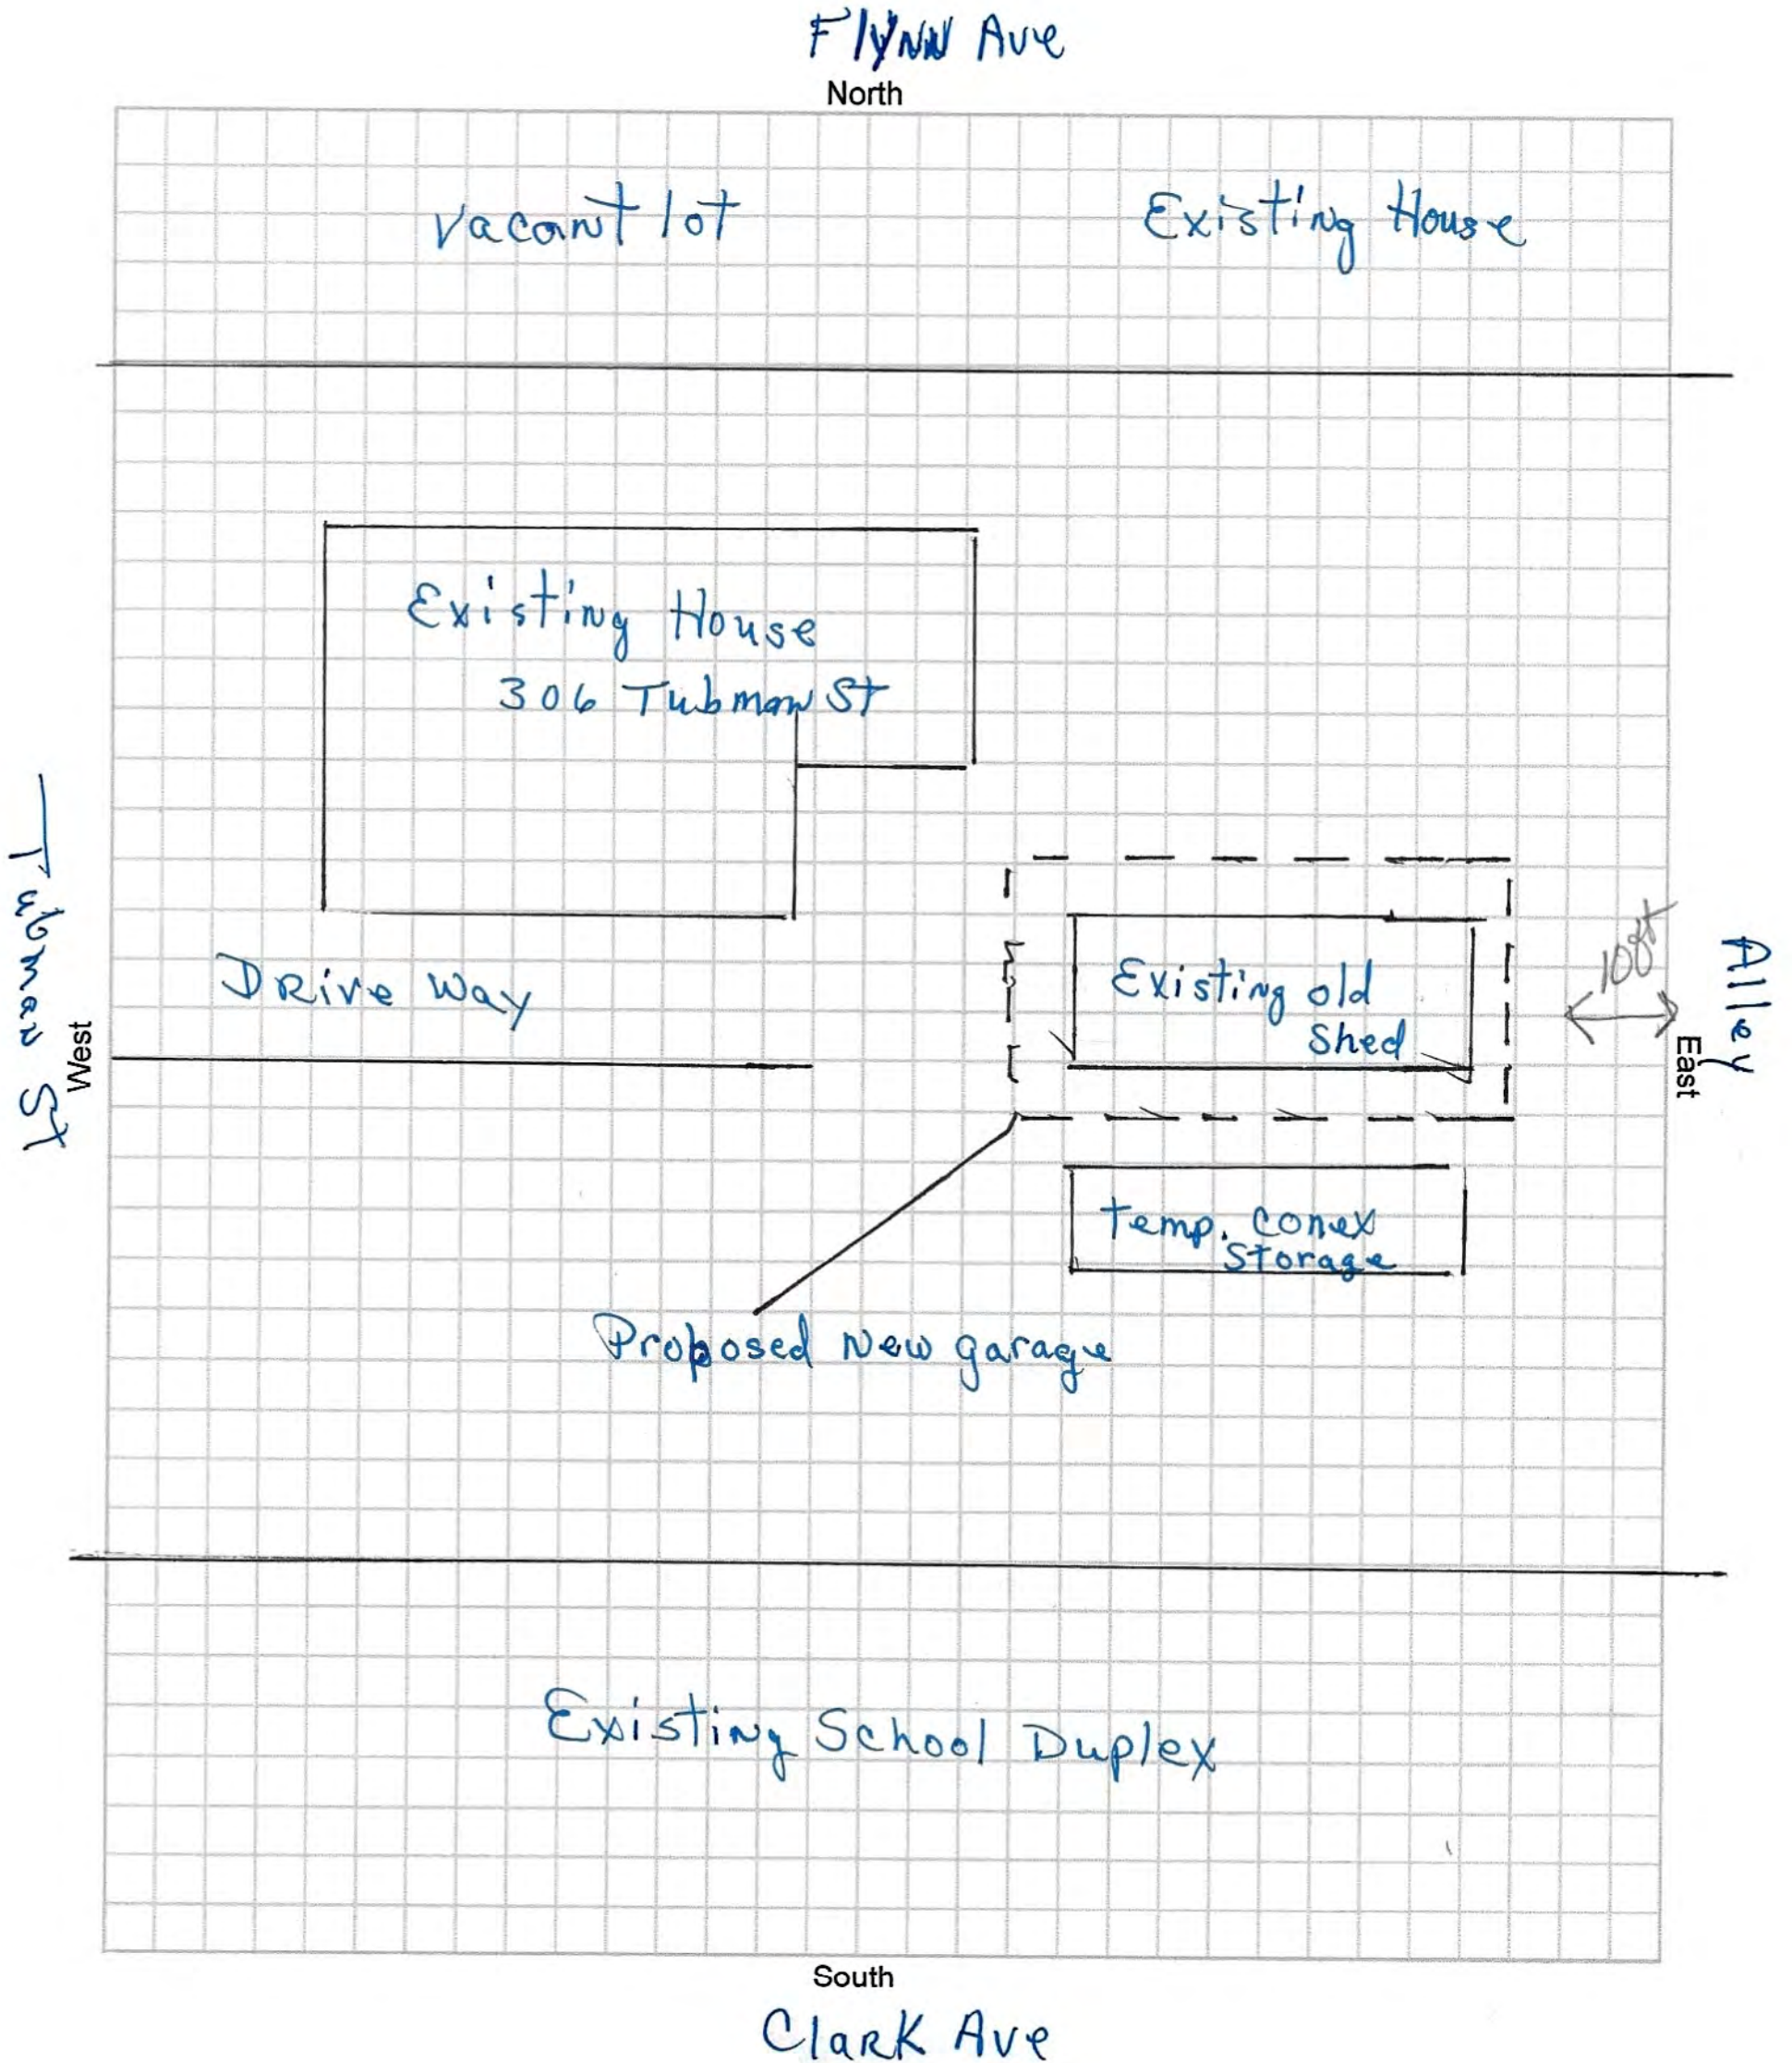 Flynn Ave
North
vacant lot
Existing House
Existing House
306 Tubman St
Tubman St
West
Drive Way
Existing old
Shed
10ft
Alley
East
Temp. Conex
Storage
Proposed New garage
Existing School Duplex
South
Clark Ave